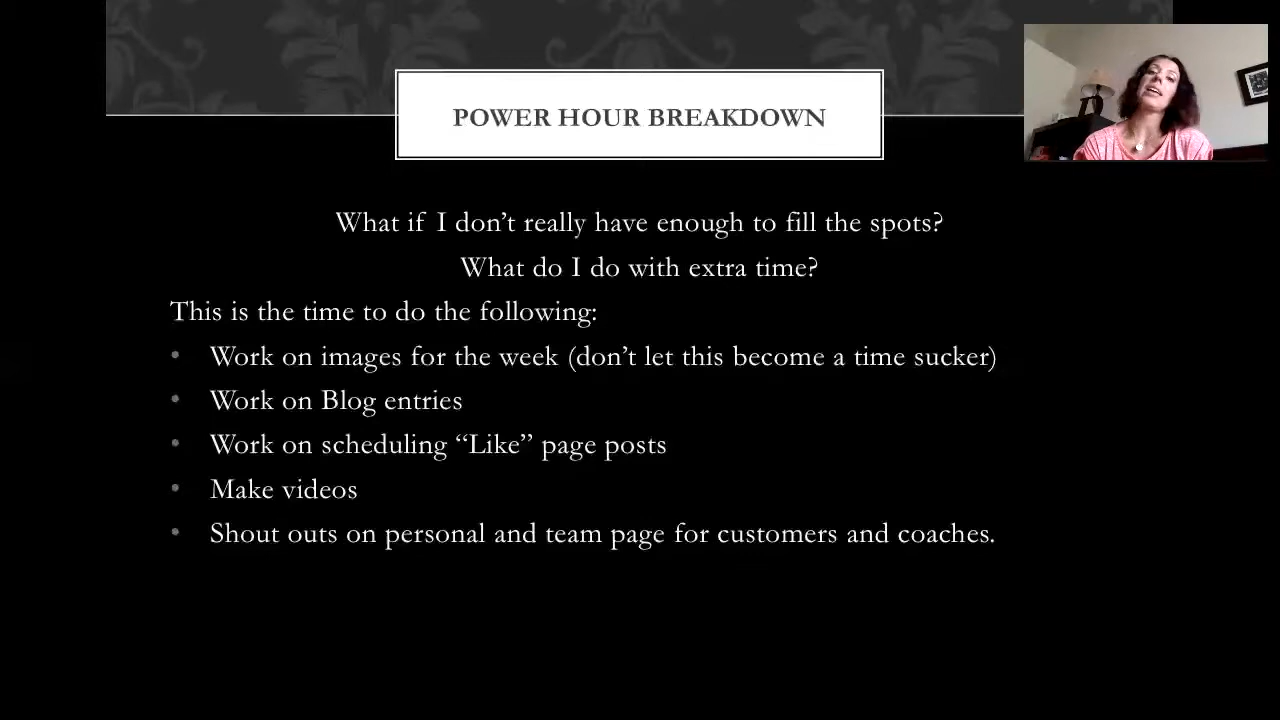 POWER HOUR BREAKDOWN
What if I don’t really have enough to fill the spots?
What do I do with extra time?
This is the time to do the following:
• Work on images for the week (don’t let this become a time sucker)
• Work on Blog entries
• Work on scheduling “Like” page posts
• Make videos
• Shout outs on personal and team page for customers and coaches.